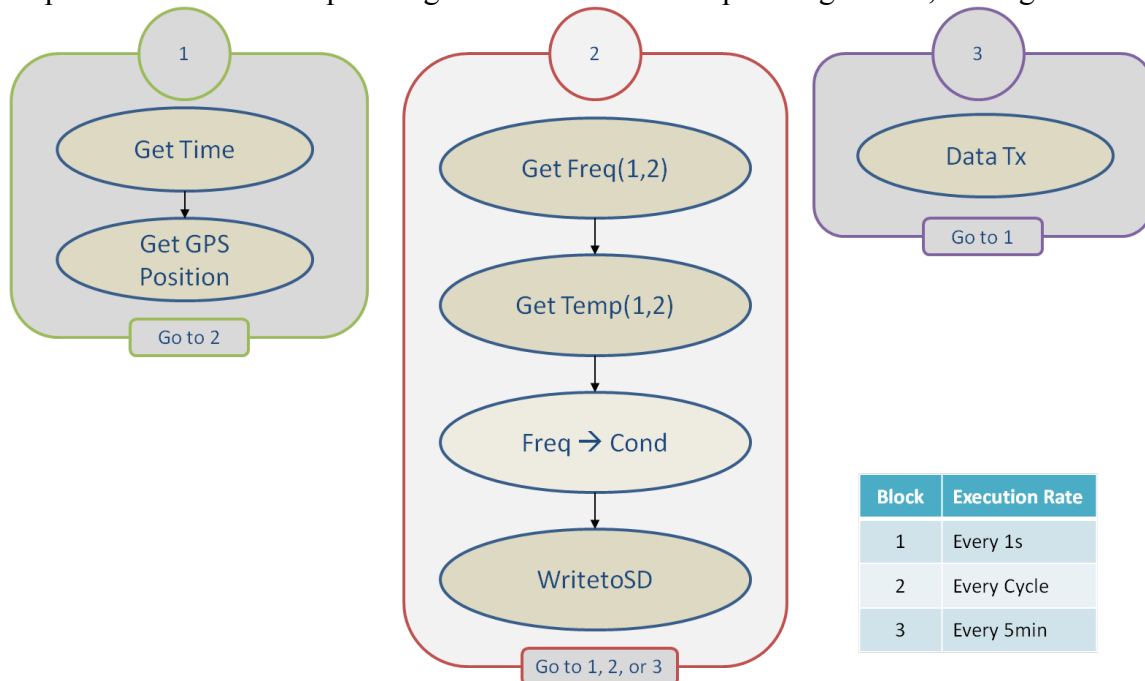 1
Get Time
Get GPS
Position
Go to 2
2
Get Freq(1,2)
Get Temp(1,2)
Freq → Cond
WritetoSD
Go to 1, 2, or 3
3
Data Tx
Go to 1
Block Execution Rate
1 Every 1s
2 Every Cycle
3 Every 5min